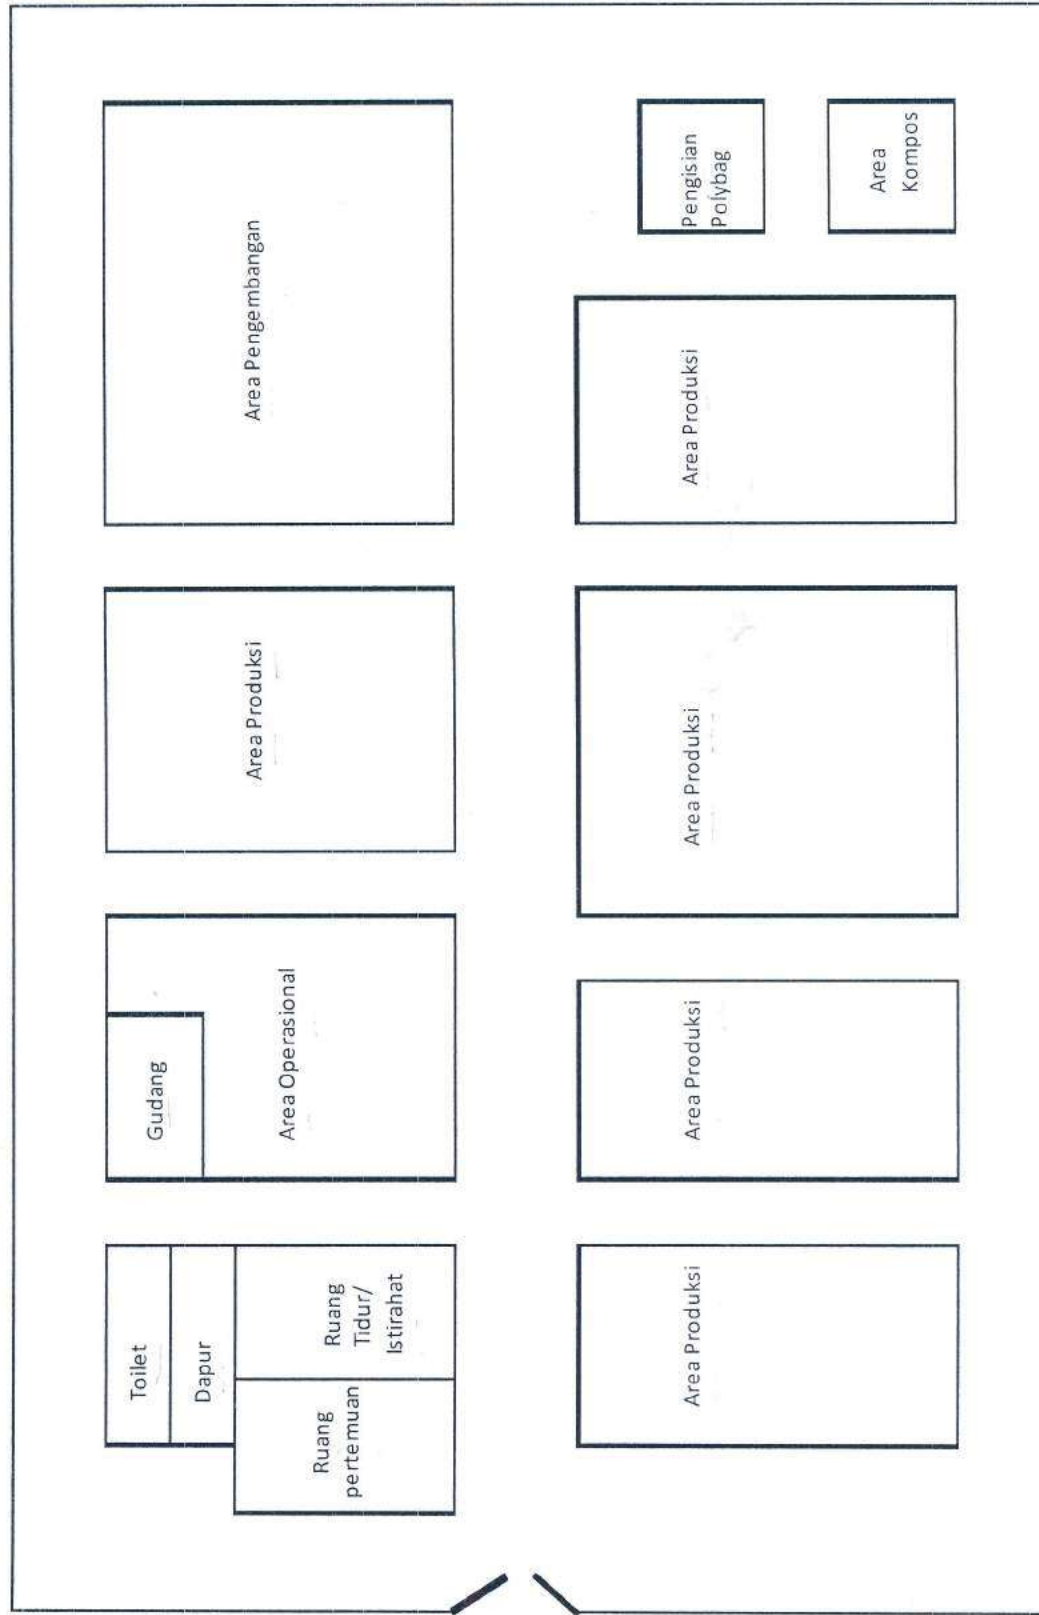 Toilet
Dapur
Ruang
pertemuan
Ruang
Tidur/
Istirahat
Gudang
Area Operasional
Area Produksi
Area Pengembangan
Area Produksi
Area Produksi
Area Produksi
Area Produksi
Pengisian
Polybag
Area
Kompos